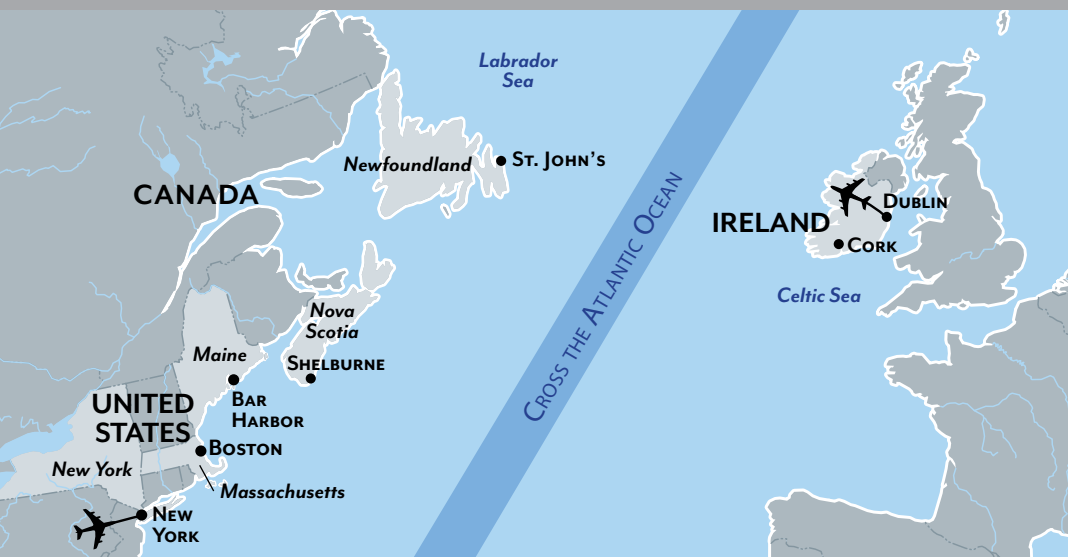 Labrador
Sea
Newfoundland
St. John's
CANADA
Cross the Atlantic Ocean
IRELAND
Dublin
Cork
Celtic Sea
Nova
Scotia
Maine
Shelburne
Bar
Harbor
UNITED
STATES
Boston
New York
Massachusetts
New
York